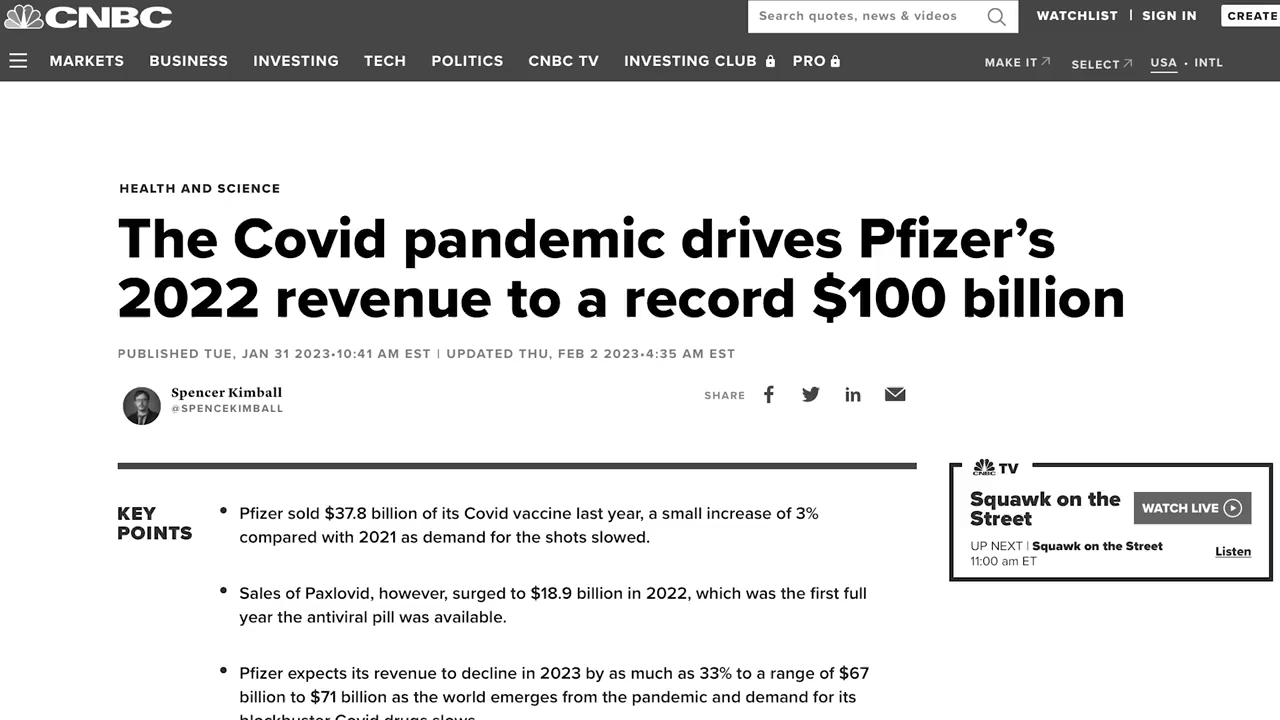 CNBC
Search quotes, news & videos
WATCHLIST | SIGN IN
CREATE
MARKETS BUSINESS INVESTING TECH POLITICS CNBC TV INVESTING CLUB PRO
MAKE IT SELECT USA • INTL
HEALTH AND SCIENCE
The Covid pandemic drives Pfizer’s
2022 revenue to a record $100 billion
PUBLISHED TUE, JAN 31 2023•10:41 AM EST | UPDATED THU, FEB 2 2023•4:35 AM EST
Spencer Kimball
@SPENCEKIMBALL
SHARE
KEY
POINTS
• Pfizer sold $37.8 billion of its Covid vaccine last year, a small increase of 3%
compared with 2021 as demand for the shots slowed.
• Sales of Paxlovid, however, surged to $18.9 billion in 2022, which was the first full
year the antiviral pill was available.
• Pfizer expects its revenue to decline in 2023 by as much as 33% to a range of $67
billion to $71 billion as the world emerges from the pandemic and demand for its
blockbuster Covid drugs slows.
CNBC TV
Squawk on the
Street
WATCH LIVE
UP NEXT | Squawk on the Street
11:00 am ET
Listen